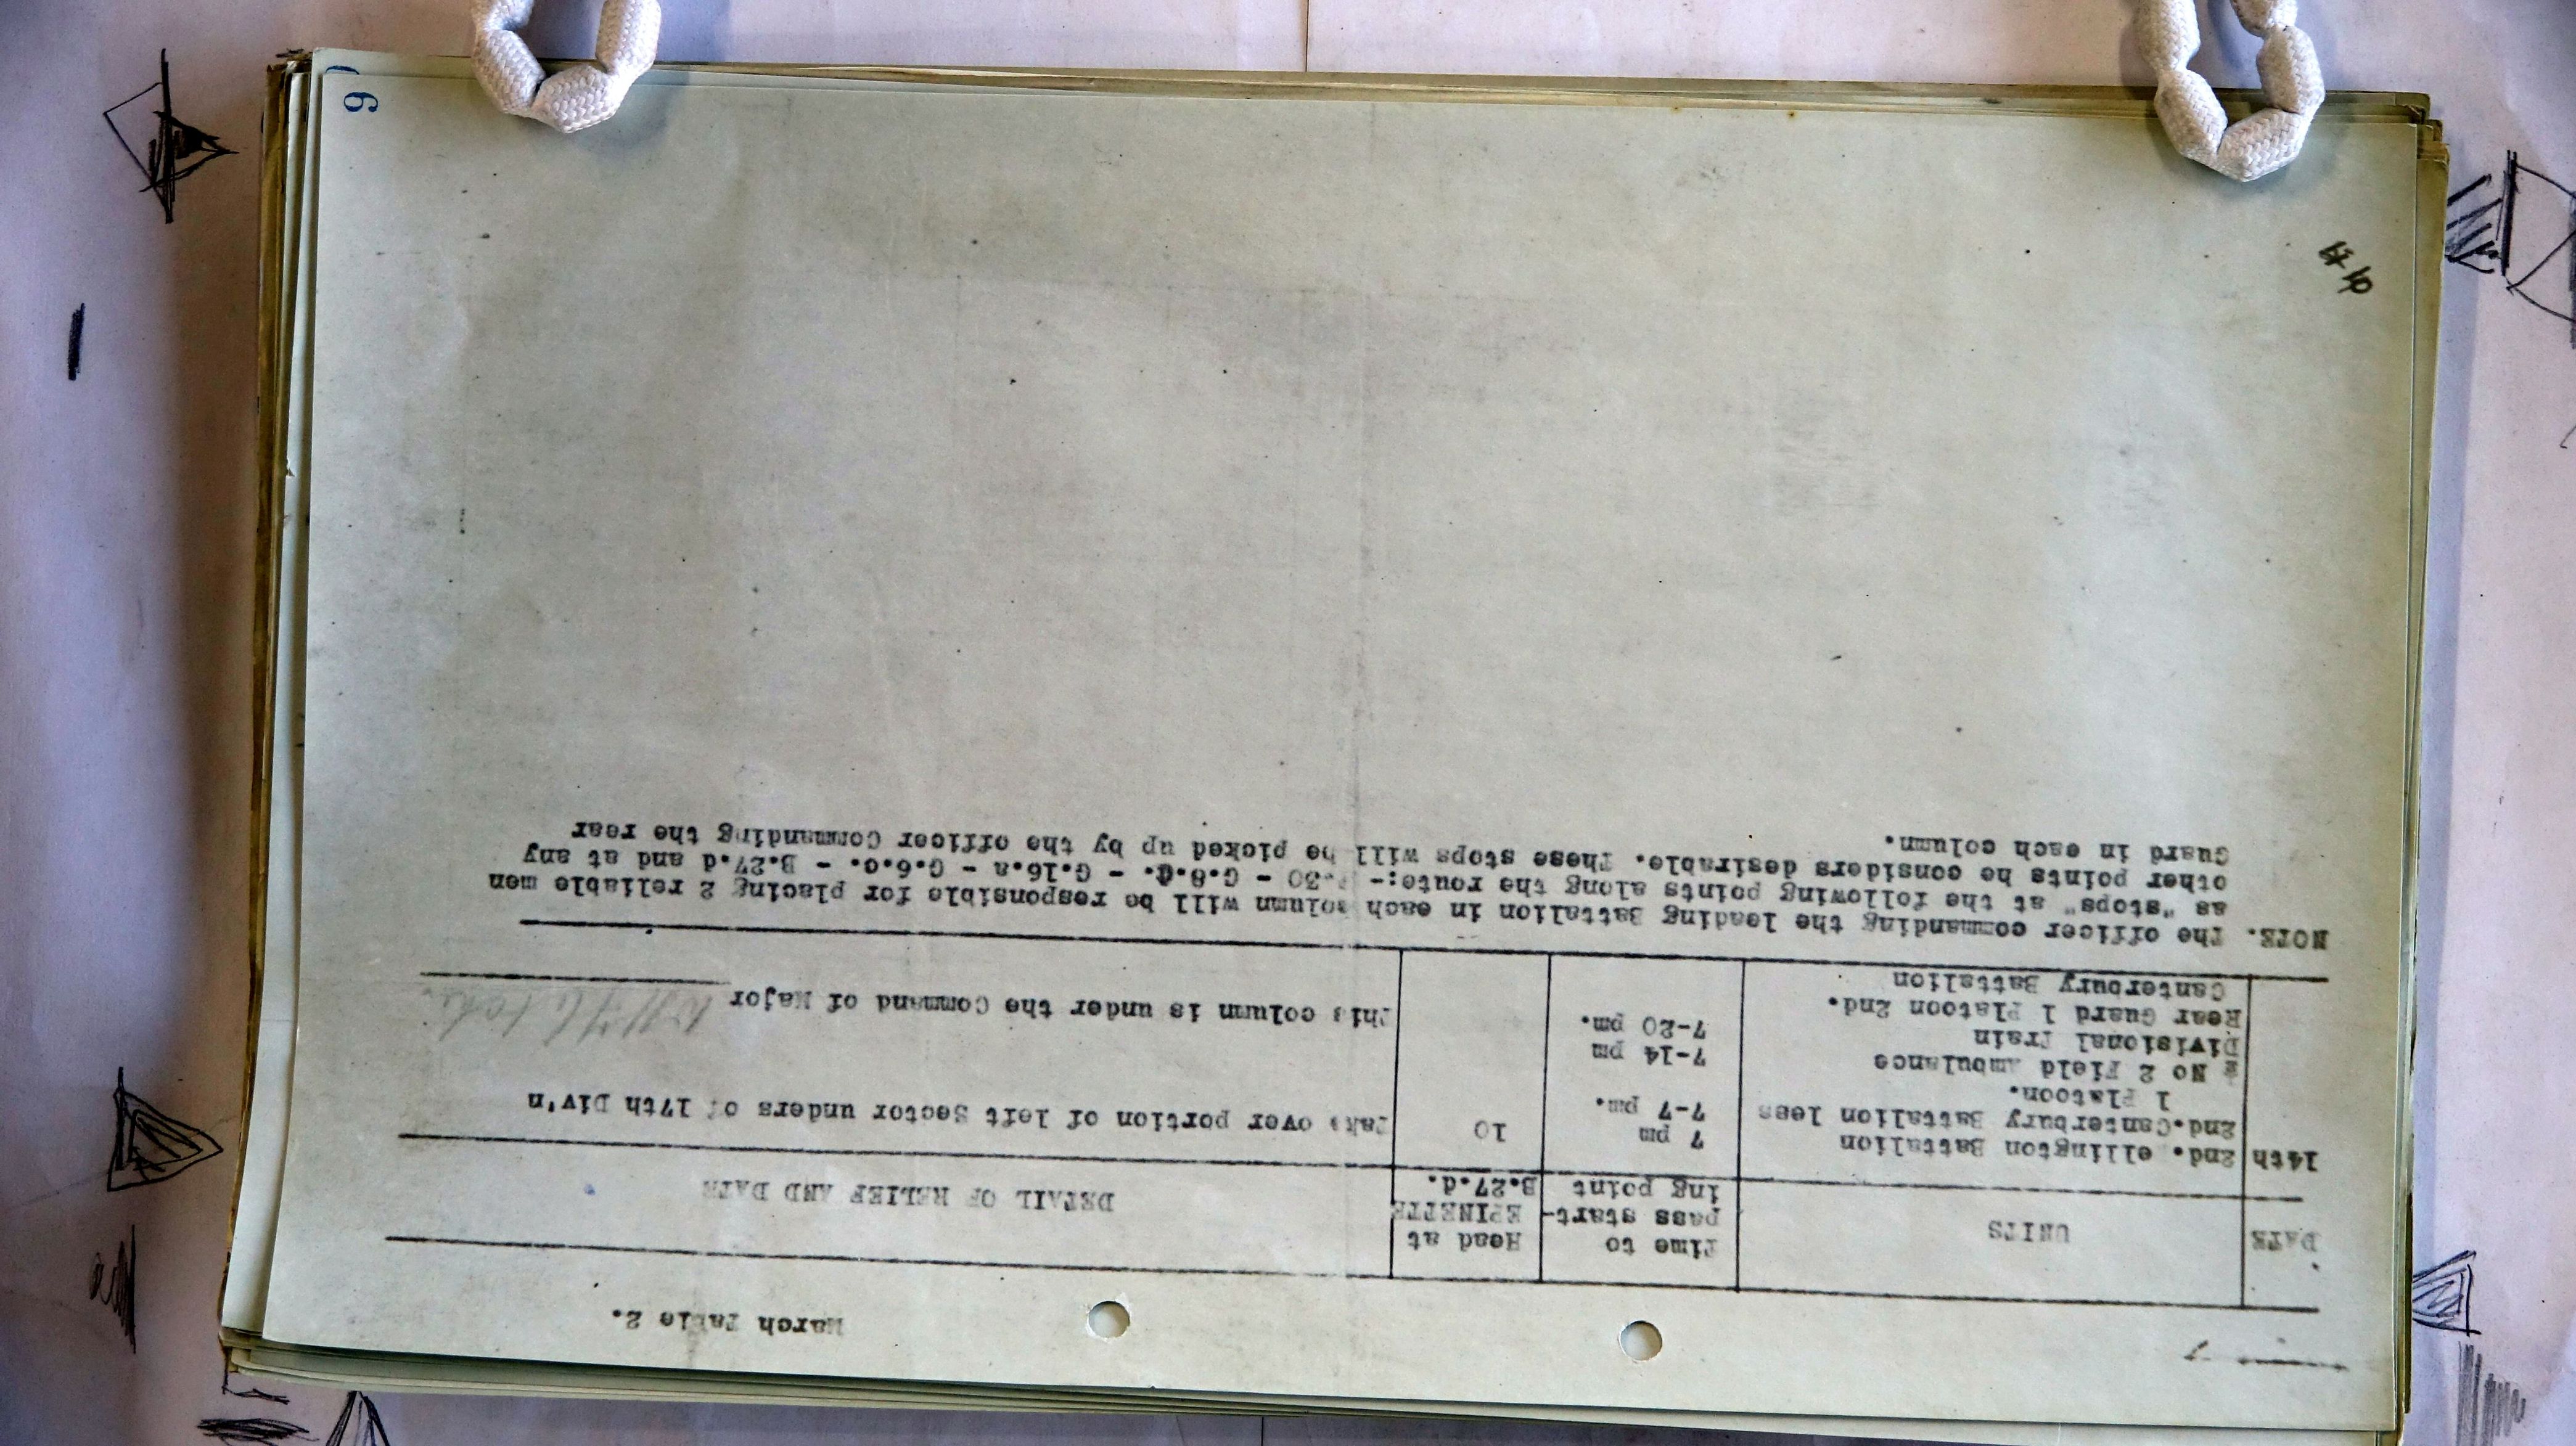 March Table 2.
DATE UNITS Time to Head at DETAIL OF RELIEF AND DATE
pass start- EPINETTE
ing point B.27.d.
14th 2nd. ellington Battalion 7 pm 10 Take over portion of left Sector unders of 17th Div'n
2nd.Canterbury Battalion less 7-7 pm.
1 Platoon.
No 2 Field Ambulance 7-14 pm
Divisional Train 7-20 pm.
Rear Guard 1 Platoon 2nd. This column is under the Command of Major
Canterbury Battalion
NOTE. The officer commanding the leading Battalion in each column will be responsible for placing 2 reliable men
as "stops" at the following points along the route:- 30 - - G.16.a - G.6.c. - B.27.d and at any
other points he considers desirable. These stops will be picked up by the officer Commanding the rear
Guard in each column.